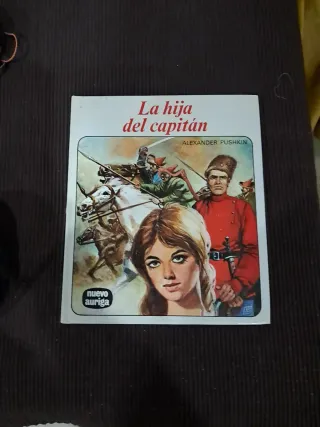 La hija
del capitán
ALEXANDER PUSHKIN
nuevo
auriga